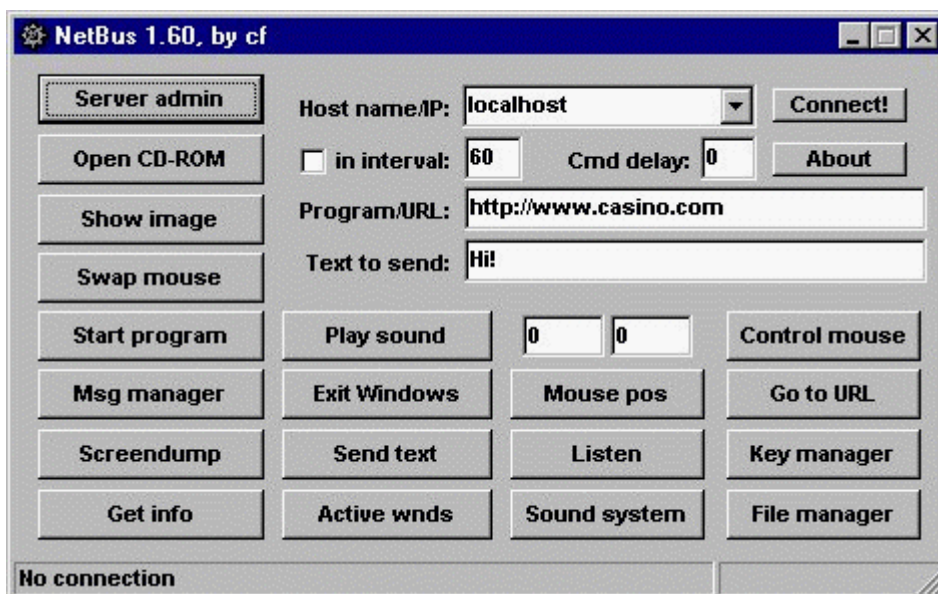 NetBus 1.60, by cf
Server admin
Host name/IP: localhost Connect!
Open CD-ROM
in interval: 60 Cmd delay: 0 About
Show image
Program/URL: http://www.casino.com
Swap mouse
Text to send: Hi!
Start program Play sound 0 0 Control mouse
Msg manager Exit Windows Mouse pos Go to URL
Screendump Send text Listen Key manager
Get info Active wnds Sound system File manager
No connection